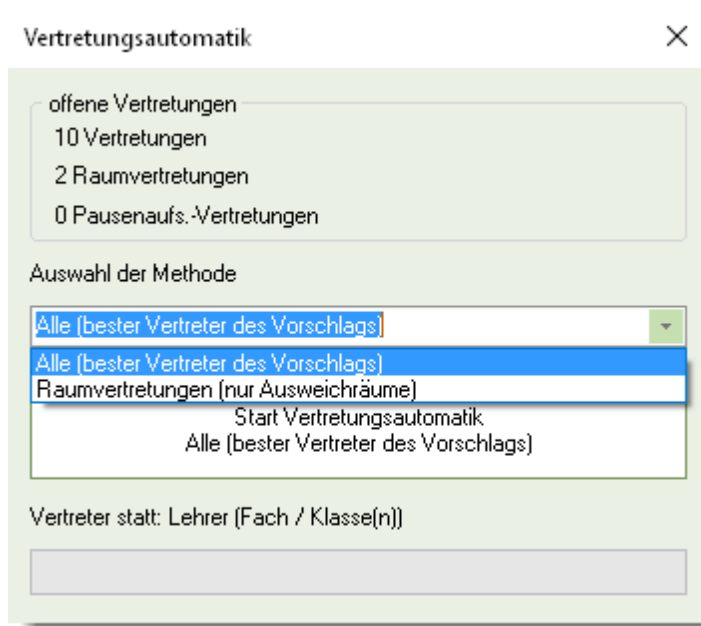 Vertretungsautomatik
offene Vertretungen
10 Vertretungen
2 Raumvertretungen
0 Pausenaufs.-Vertretungen
Auswahl der Methode
Alle (bester Vertreter des Vorschlags)
Alle (bester Vertreter des Vorschlags)
Raumvertretungen (nur Ausweichräume)
Start Vertretungsautomatik
Alle (bester Vertreter des Vorschlags)
Vertreter statt: Lehrer (Fach / Klasse(n))